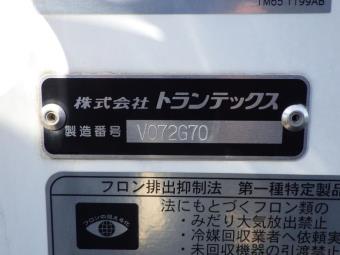 TM65 1199AB
株式会社 トランテックス
製造番号 V072G70
フロン排出抑制法 第一種特定製品
フロンの見える化
法にもとづくフロン類の
・みだり大気放出禁止
・冷媒回収業者へ依頼実
・未回収機器の引渡禁止